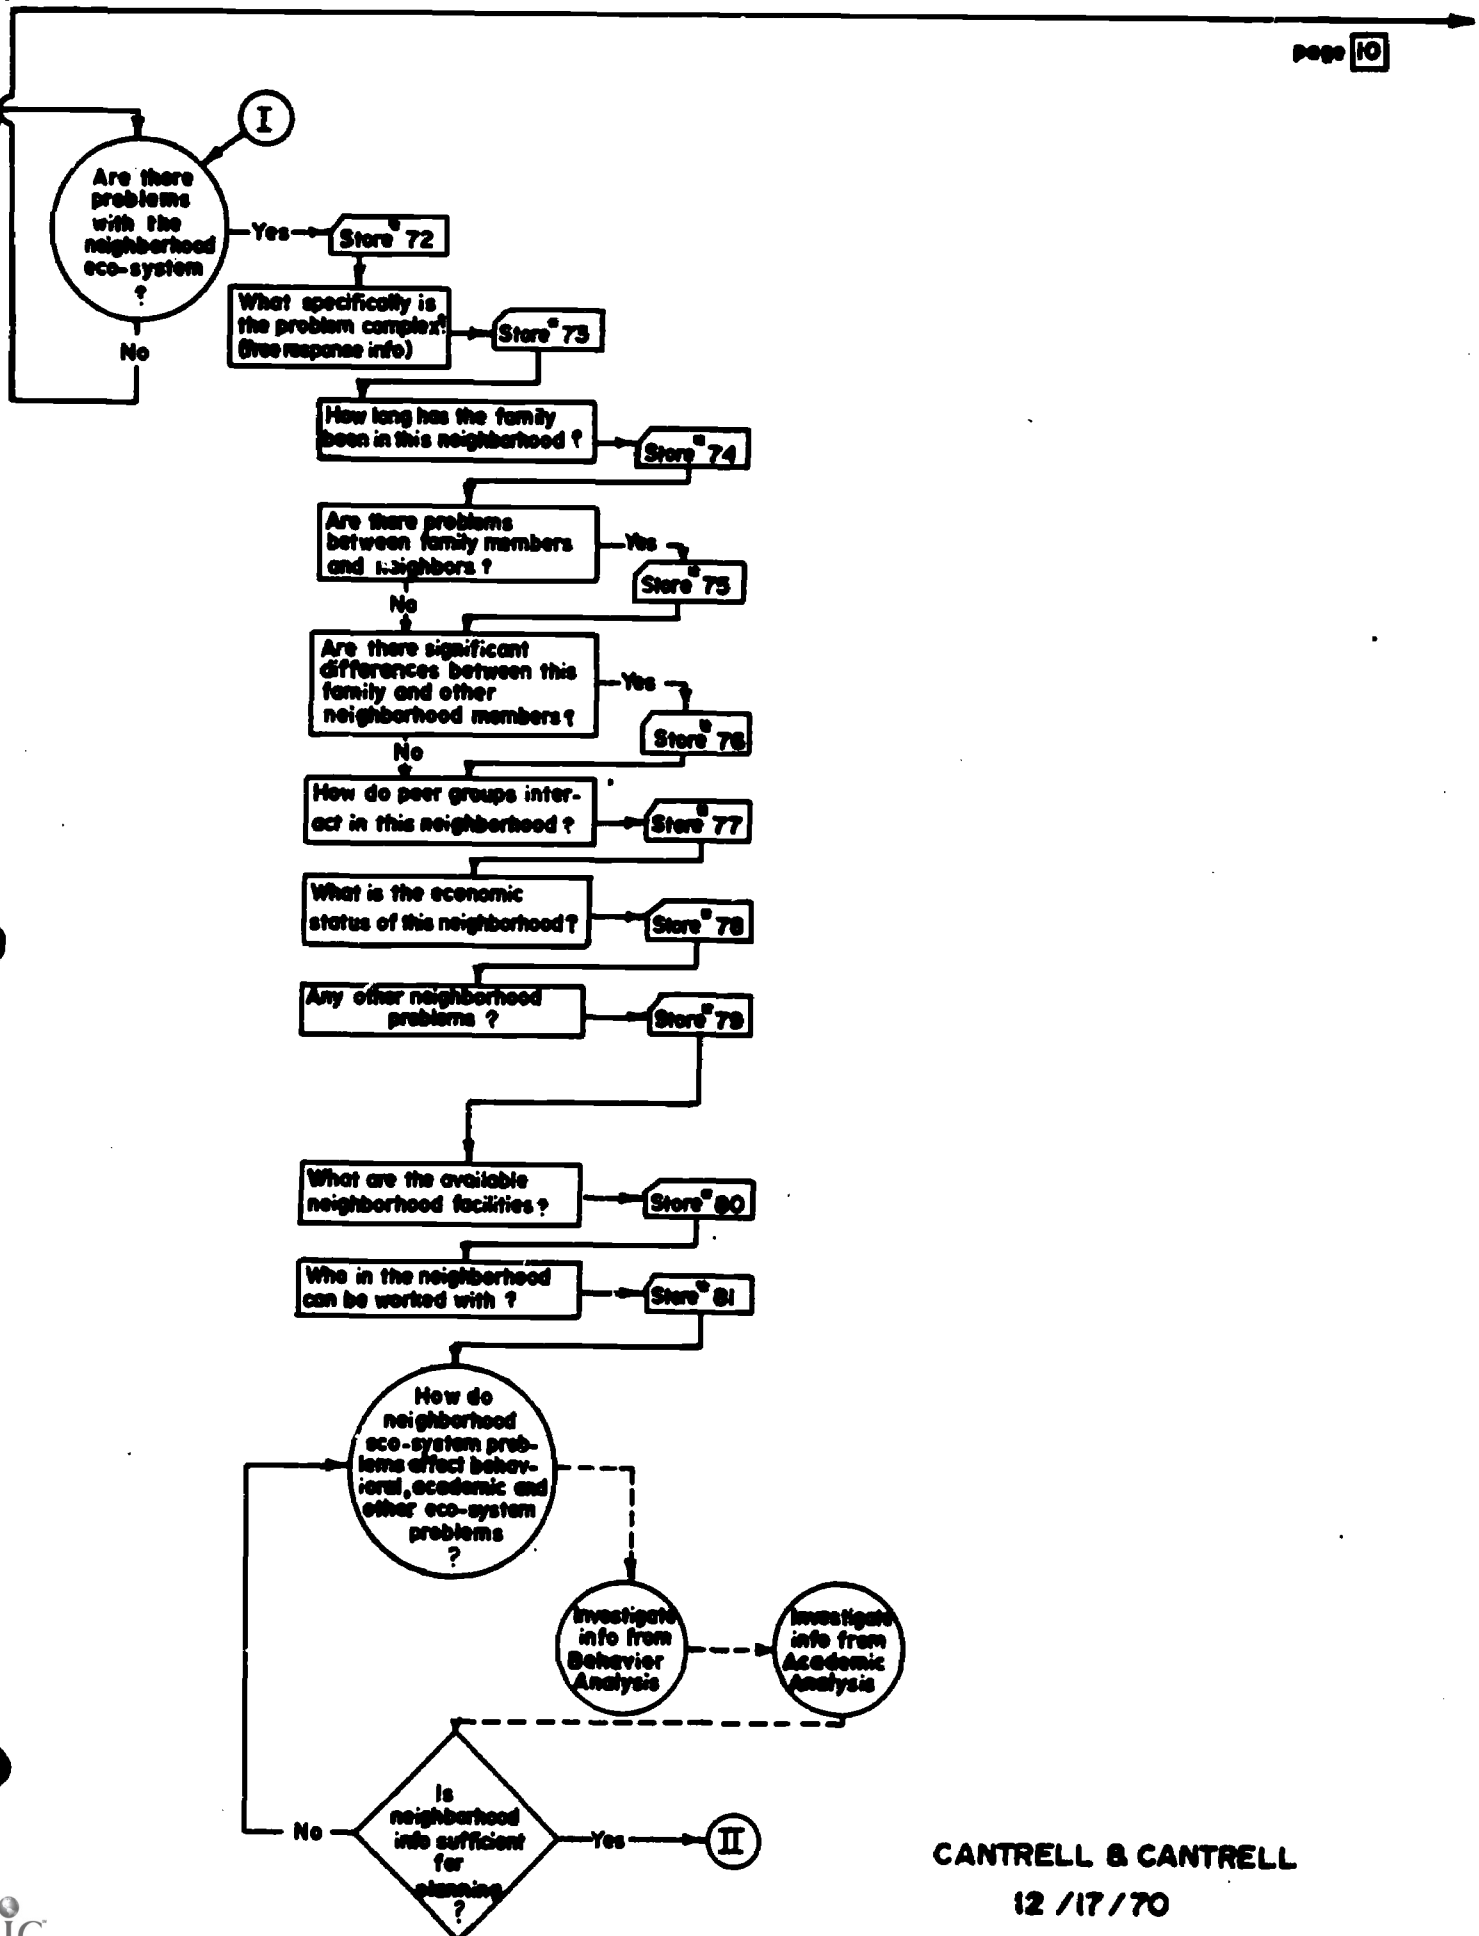 page 10
I
Are there
problems
with the
neighborhood
eco-system
?
Yes
Store # 72
No
What specifically is
the problem complex?
(free response info)
Store # 73
How long has the family
been in this neighborhood ?
Store # 74
Are there problems
between family members
and neighbors ?
Yes
Store # 75
No
Are there significant
differences between this
family and other
neighborhood members ?
Yes
Store # 76
No
How do peer groups inter-
act in this neighborhood ?
Store # 77
What is the economic
status of this neighborhood ?
Store # 78
Any other neighborhood
problems ?
Store # 79
What are the available
neighborhood facilities ?
Store # 80
Who in the neighborhood
can be worked with ?
Store # 81
How do
neighborhood
eco-system prob-
lems affect behav-
ioral, academic and
other eco-system
problems
?
Investigate
info from
Behavior
Analysis
Investigate
info from
Academic
Analysis
Is
neighborhood
info sufficient
for
planning
?
No
Yes
II
CANTRELL & CANTRELL
12/17/70